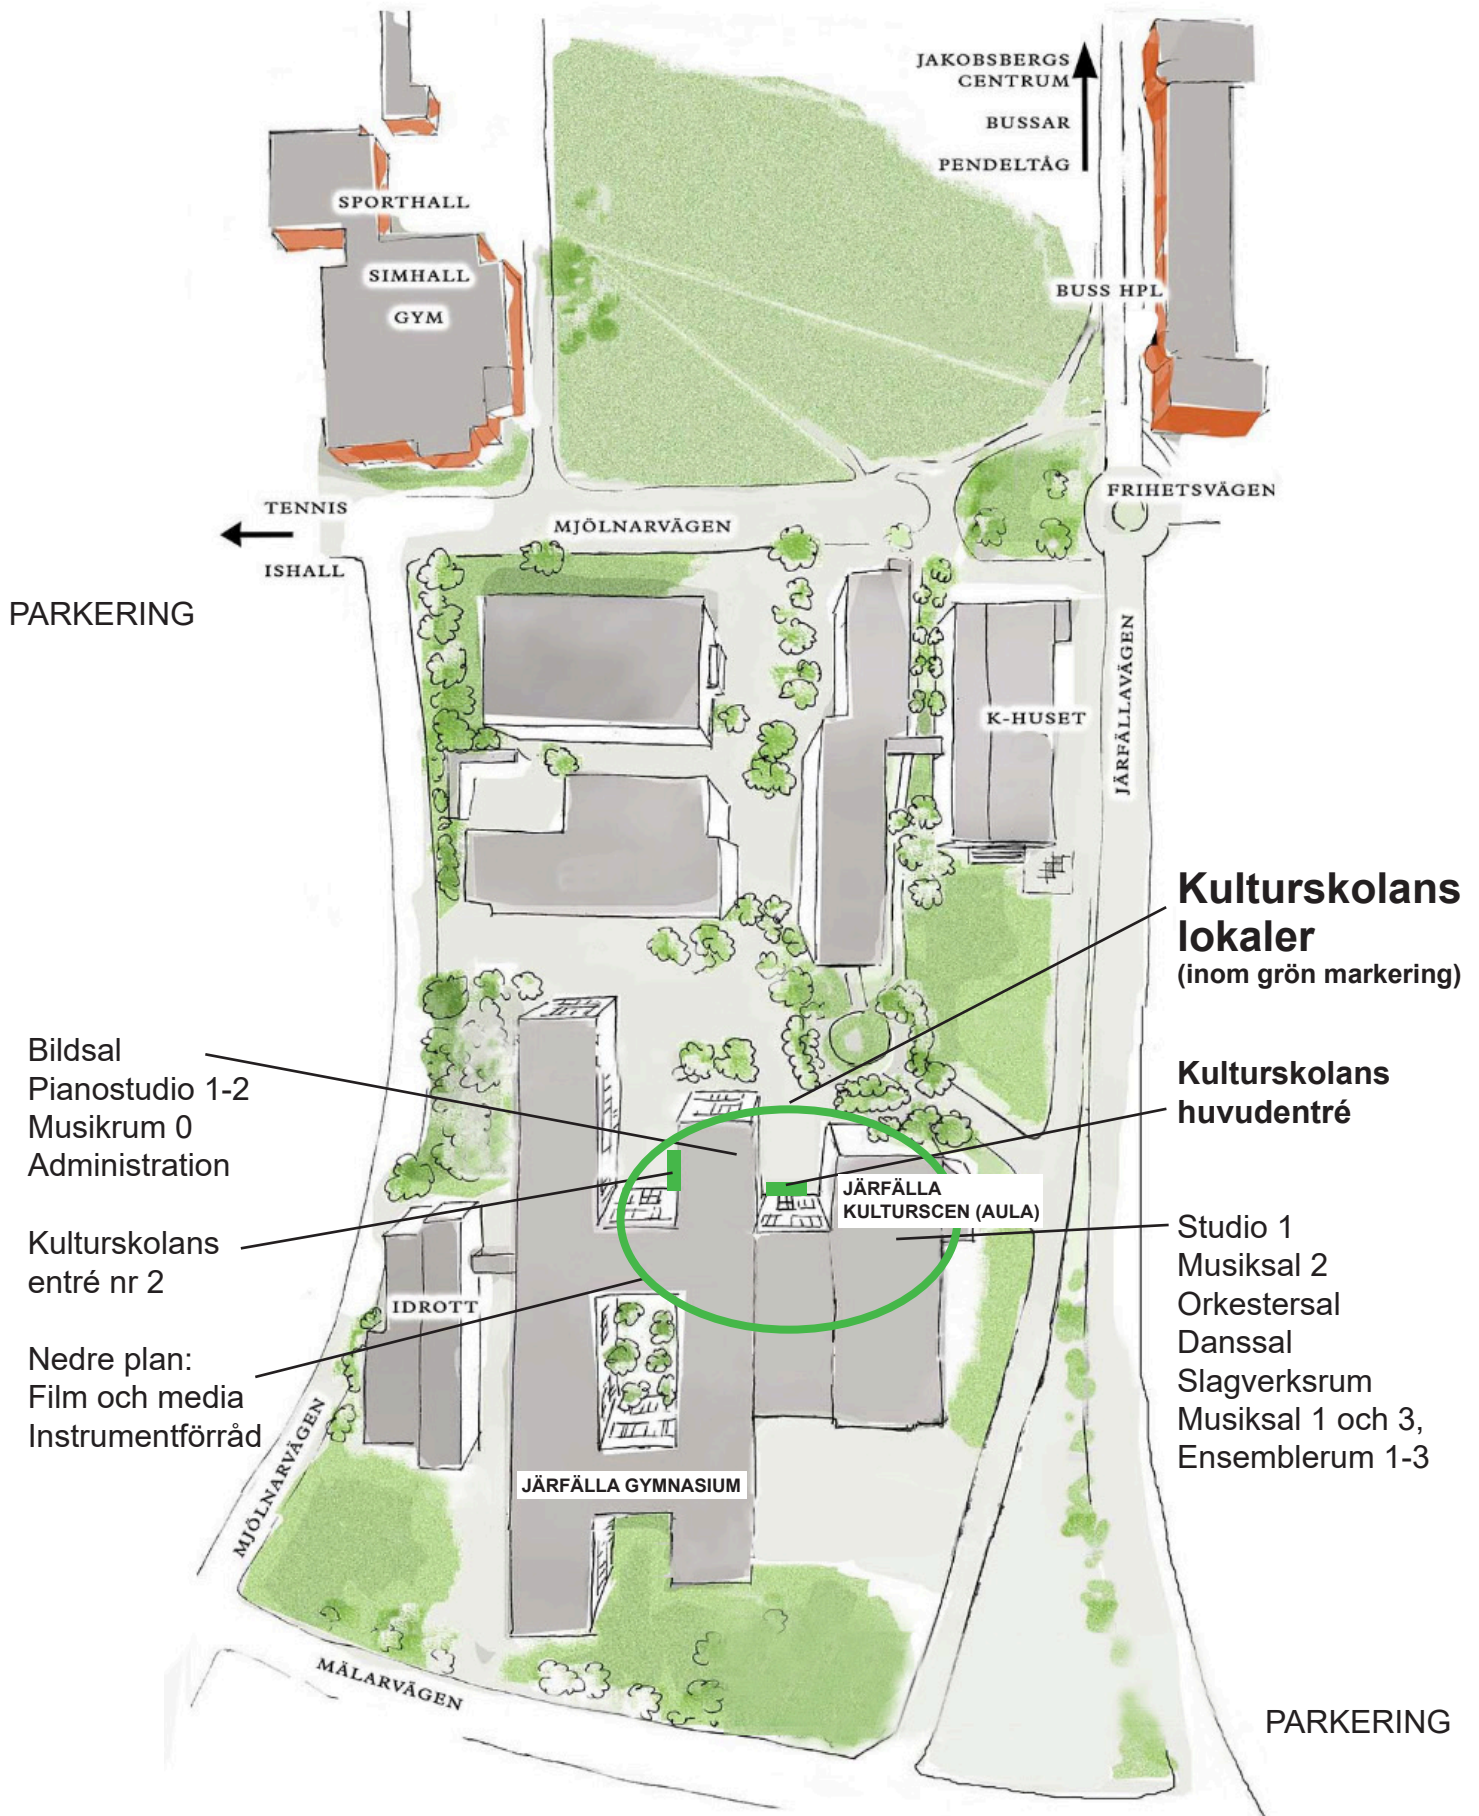 JAKOBSBERGS
CENTRUM
BUSSAR
PENDELTÅG
SPORTHALL
SIMHALL
GYM
BUSS HPL
TENNIS
ISHALL
MJÖLNARVÄGEN
FRIHETSVÄGEN
PARKERING
K-HUSET
JÄRFÄLLAVÄGEN
Kulturskolans
lokaler
(inom grön markering)
Bildsal
Pianostudio 1-2
Musikrum 0
Administration
Kulturskolans
huvudentré
Kulturskolans
entré nr 2
JÄRFÄLLA
KULTURSCEN (AULA)
Studio 1
Musiksal 2
Orkestersal
Danssal
Slagverksrum
Musiksal 1 och 3,
Ensemblerum 1-3
IDROTT
Nedre plan:
Film och media
Instrumentförråd
MJÖLNARVÄGEN
JÄRFÄLLA GYMNASIUM
MÄLARVÄGEN
PARKERING